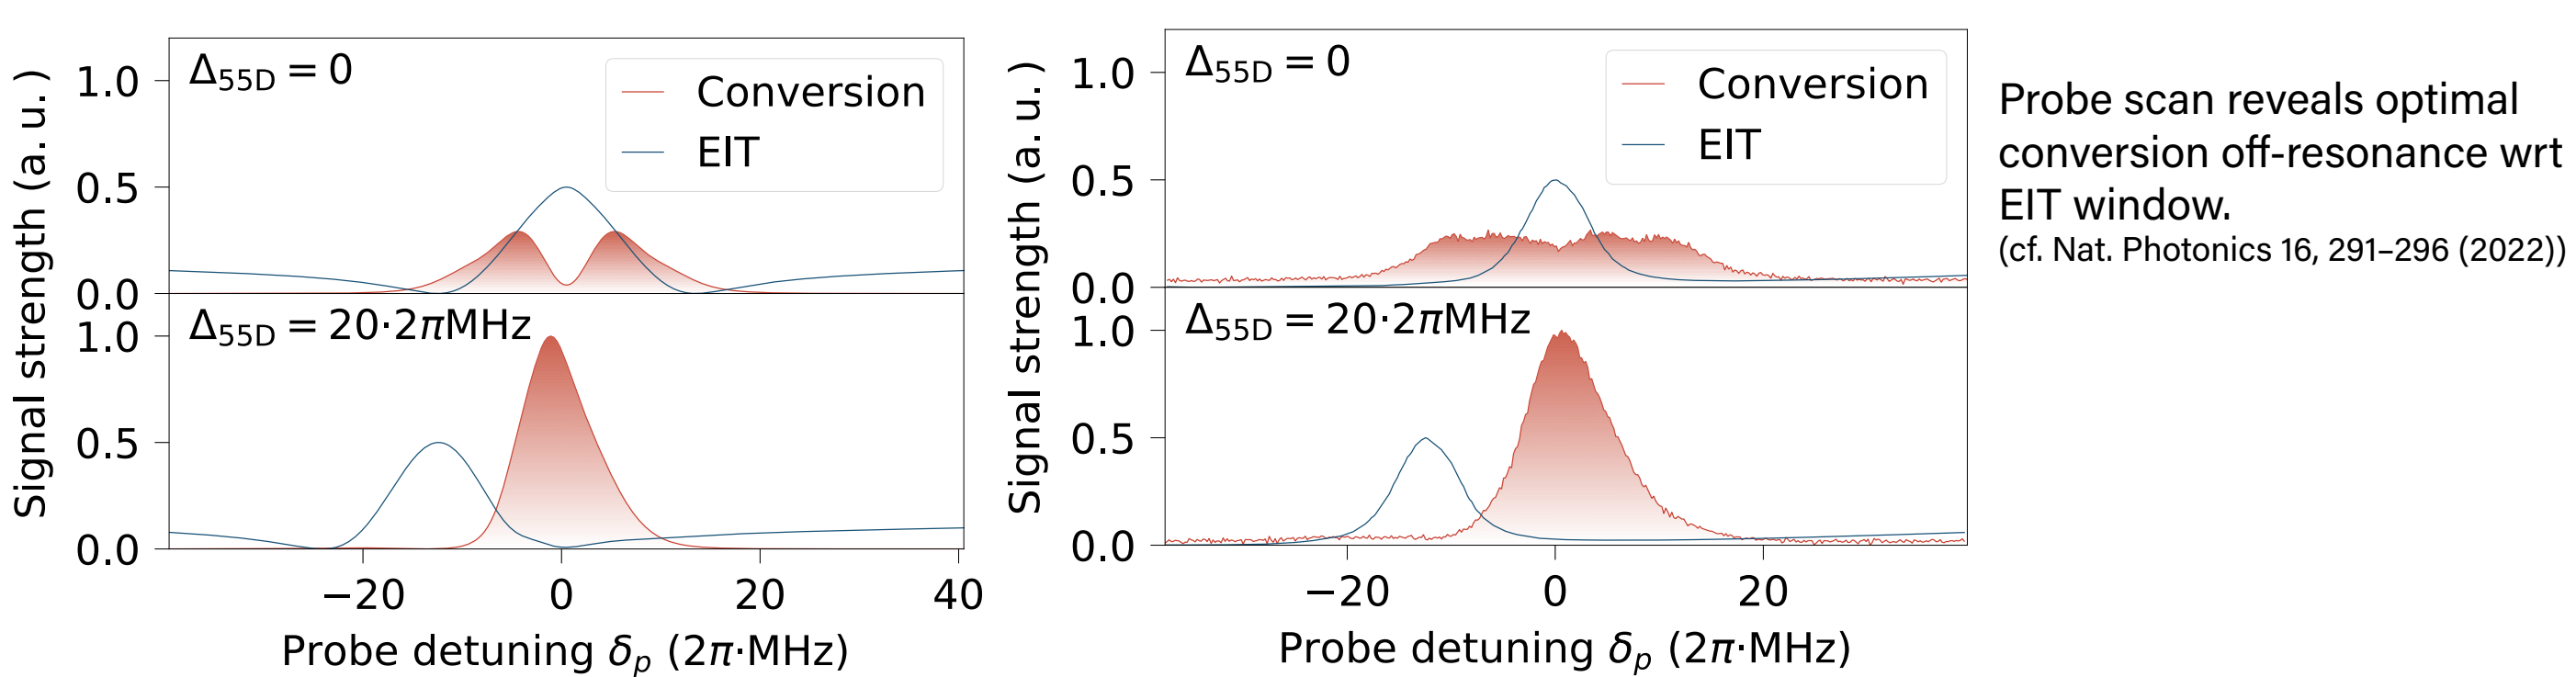 Δ55D = 0
Conversion
EIT
1.0
0.5
0.0
Δ55D = 20·2πMHz
1.0
0.5
0.0
Signal strength (a. u. )
−20
0
20
40
Probe detuning δp (2π·MHz)
Δ55D = 0
Conversion
EIT
1.0
0.5
0.0
Δ55D = 20·2πMHz
1.0
0.5
0.0
Signal strength (a. u. )
−20
0
20
Probe detuning δp (2π·MHz)
Probe scan reveals optimal
conversion off-resonance wrt
EIT window.
(cf. Nat. Photonics 16, 291–296 (2022))